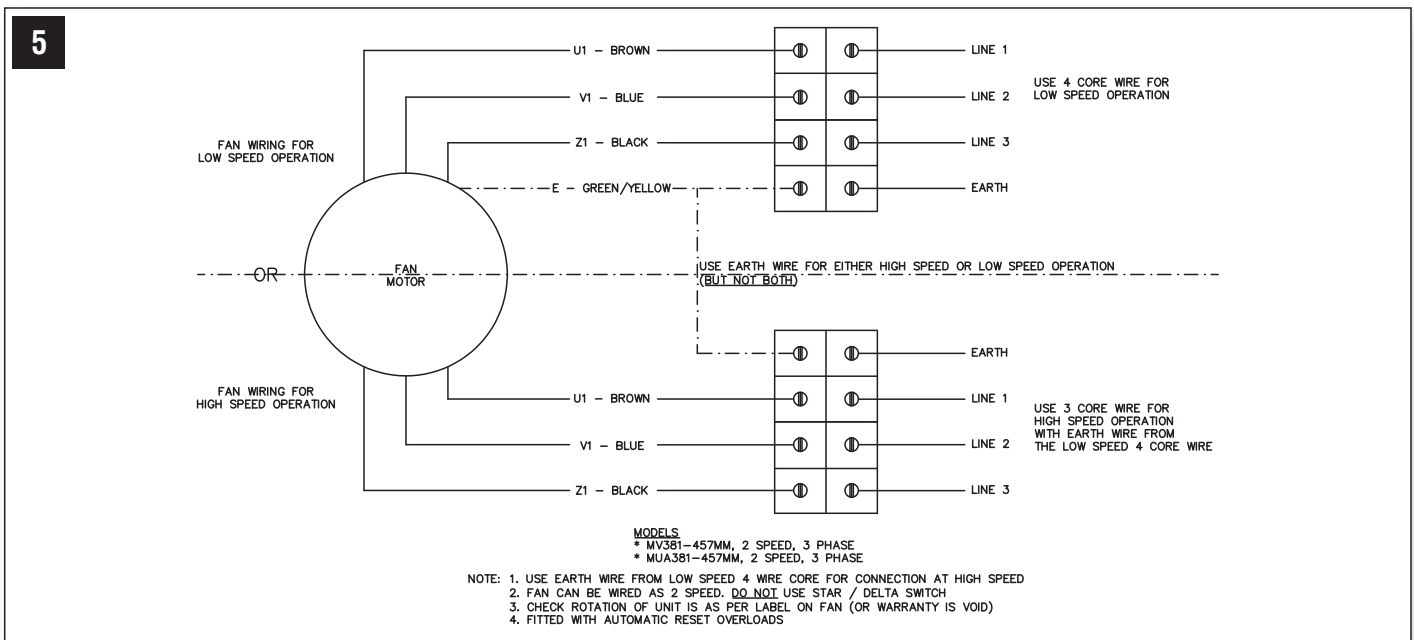 5
U1 - BROWN
LINE 1
V1 - BLUE
LINE 2
USE 4 CORE WIRE FOR
LOW SPEED OPERATION
FAN WIRING FOR
LOW SPEED OPERATION
Z1 - BLACK
LINE 3
E - GREEN/YELLOW
EARTH
OR
FAN
MOTOR
USE EARTH WIRE FOR EITHER HIGH SPEED OR LOW SPEED OPERATION
(BUT NOT BOTH)
EARTH
FAN WIRING FOR
HIGH SPEED OPERATION
U1 - BROWN
LINE 1
V1 - BLUE
LINE 2
USE 3 CORE WIRE FOR
HIGH SPEED OPERATION
WITH EARTH WIRE FROM
THE LOW SPEED 4 CORE WIRE
Z1 - BLACK
LINE 3
MODELS
* MV381-457MM, 2 SPEED, 3 PHASE
* MUA381-457MM, 2 SPEED, 3 PHASE
NOTE: 1. USE EARTH WIRE FROM LOW SPEED 4 WIRE CORE FOR CONNECTION AT HIGH SPEED
2. FAN CAN BE WIRED AS 2 SPEED. DO NOT USE STAR / DELTA SWITCH
3. CHECK ROTATION OF UNIT IS AS PER LABEL ON FAN (OR WARRANTY IS VOID)
4. FITTED WITH AUTOMATIC RESET OVERLOADS